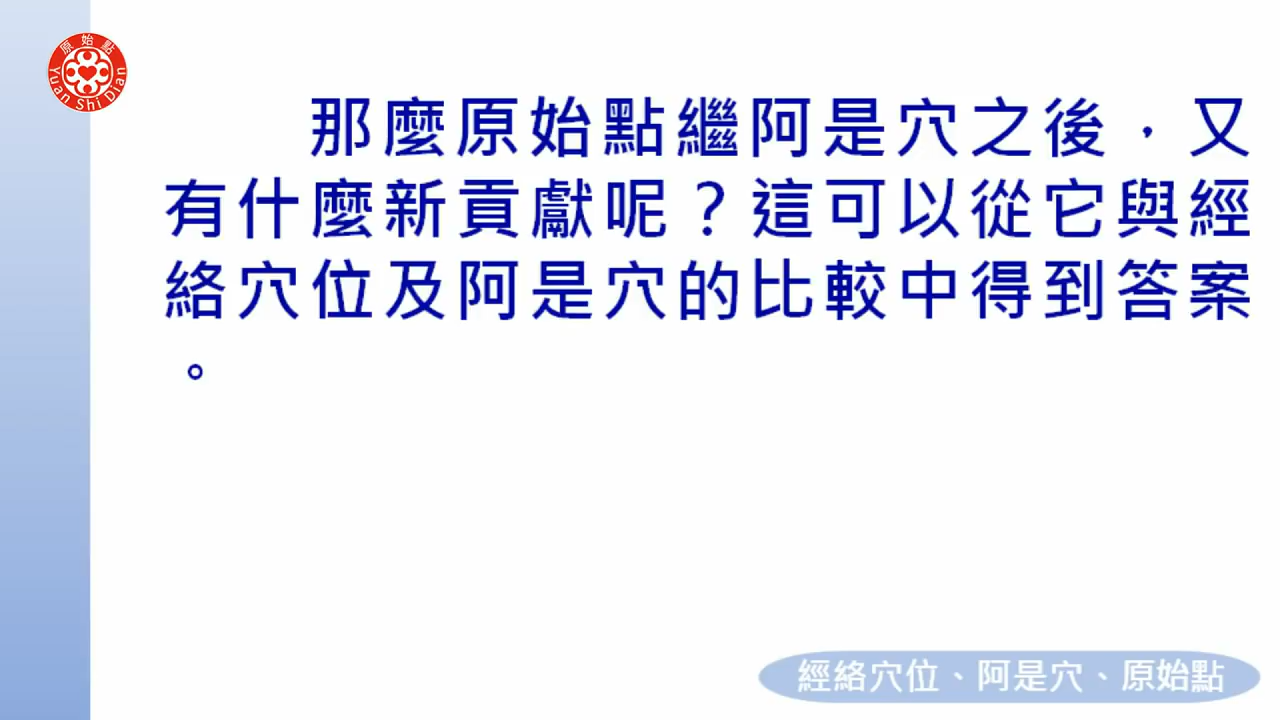 原始點
Yuan Shi Dian
那麼原始點繼阿是穴之後，又
有什麼新貢獻呢？這可以從它與經
絡穴位及阿是穴的比較中得到答案
。
經絡穴位、阿是穴、原始點